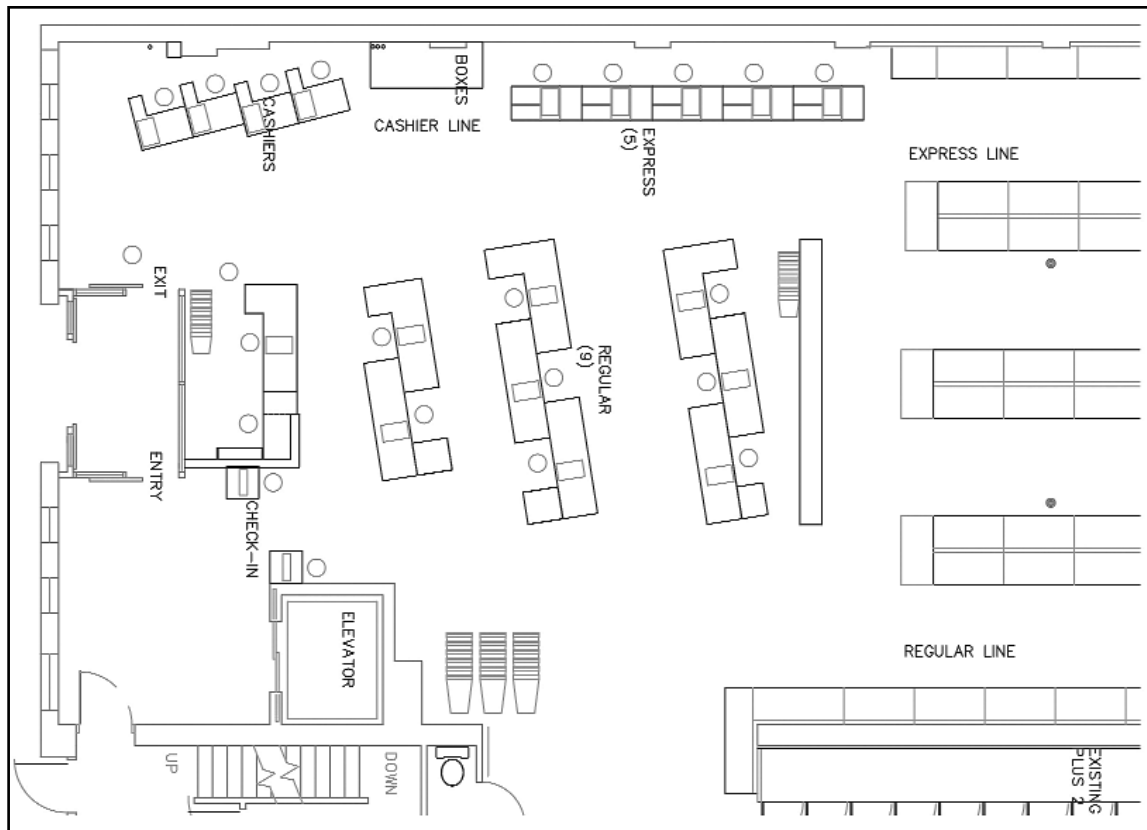 BOXES
CASHIERS
CASHIER LINE
EXPRESS
(5)
EXPRESS LINE
EXIT
REGULAR
(9)
ENTRY
CHECK-IN
ELEVATOR
REGULAR LINE
UP
DOWN
EXISTING
PLUS 2